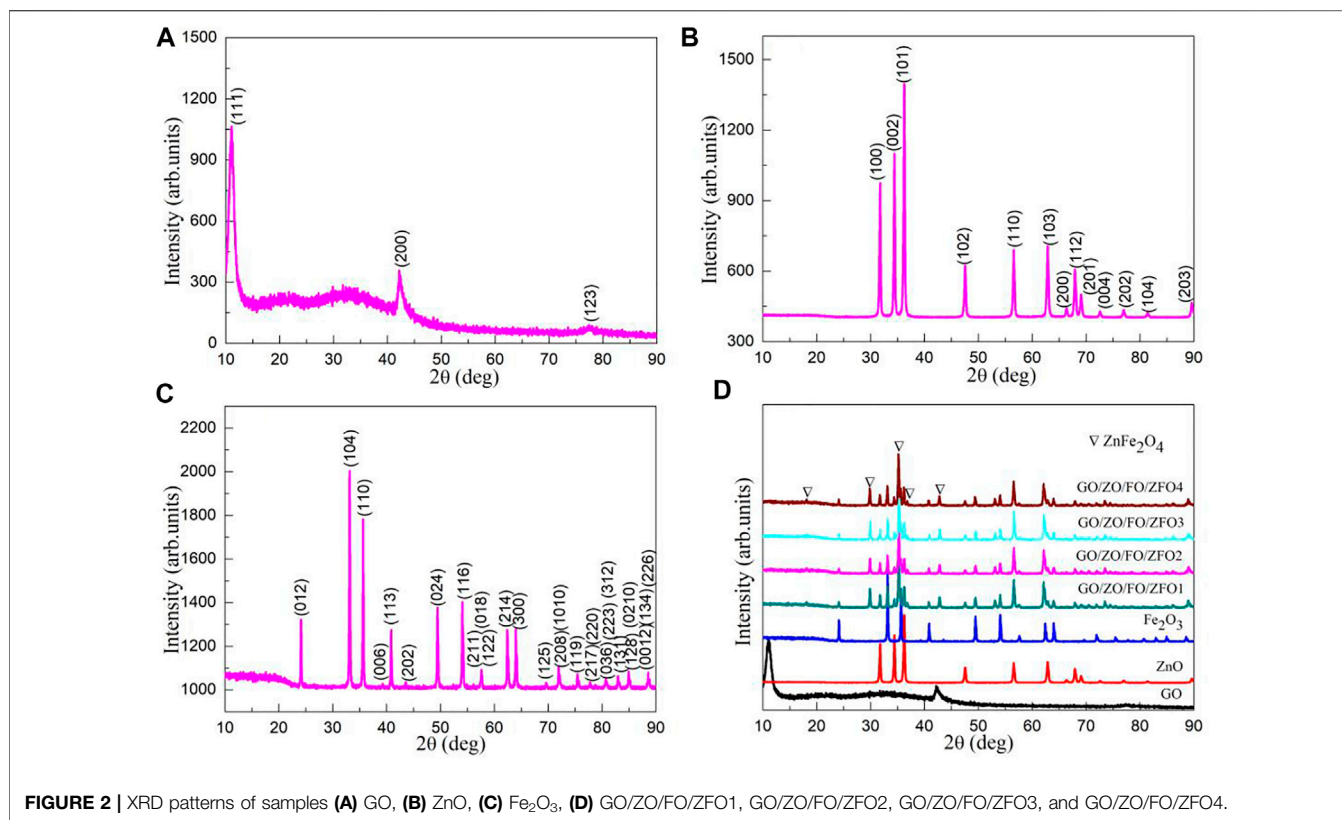 A
1500
1200
900
600
300
0
Intensity (arb.units)
(111)
(200)
(123)
10 20 30 40 50 60 70 80 90
2θ (deg)
B
1500
1200
900
600
300
Intensity (arb.units)
(100)
(002)
(101)
(102)
(110)
(103)
(200)
(112)
(201)
(004)
(202)
(104)
(203)
10 20 30 40 50 60 70 80 90
2θ (deg)
C
2200
2000
1800
1600
1400
1200
1000
Intensity (arb.units)
(012)
(104)
(110)
(006)
(113)
(202)
(024)
(116)
(211)
(018)
(122)
(214)
(300)
(125)
(208)(1010)
(119)
(217)(220)
(036)(223)(312)
(131)
(128)(0210)
(0012)(134)(226)
10 20 30 40 50 60 70 80 90
2θ (deg)
D
Intensity (arb.units)
∇ ZnFe₂O₄
∇ ∇ ∇ ∇ ∇
GO/ZO/FO/ZFO4
GO/ZO/FO/ZFO3
GO/ZO/FO/ZFO2
GO/ZO/FO/ZFO1
Fe₂O₃
ZnO
GO
10 20 30 40 50 60 70 80 90
2θ (deg)
FIGURE 2 | XRD patterns of samples (A) GO, (B) ZnO, (C) Fe₂O₃, (D) GO/ZO/FO/ZFO1, GO/ZO/FO/ZFO2, GO/ZO/FO/ZFO3, and GO/ZO/FO/ZFO4.